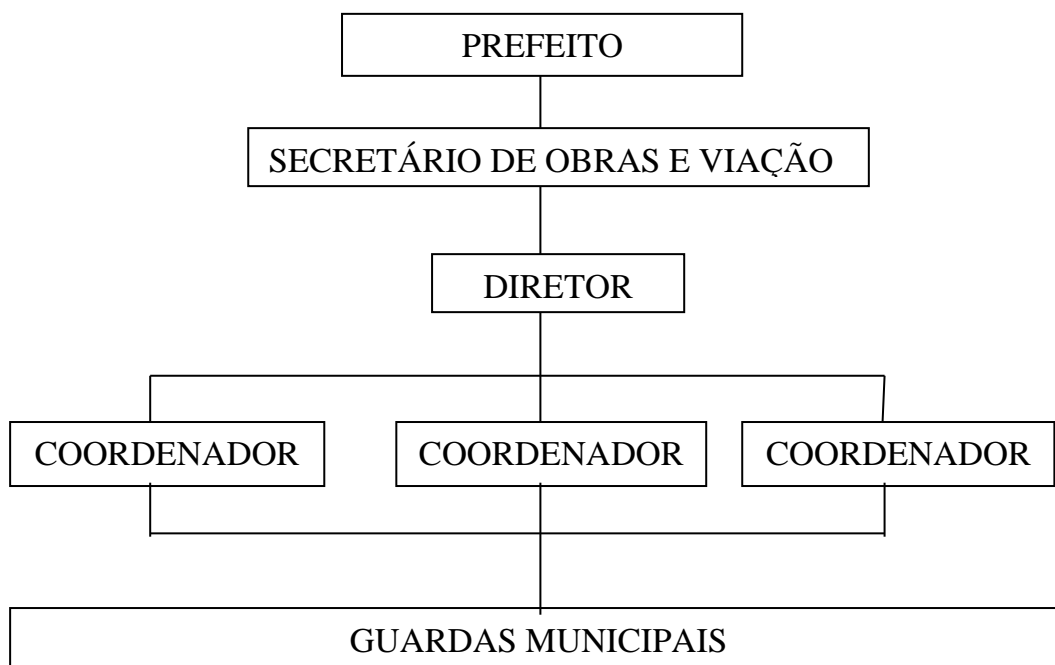 PREFEITO
SECRETÁRIO DE OBRAS E VIAÇÃO
DIRETOR
COORDENADOR
COORDENADOR
COORDENADOR
GUARDAS MUNICIPAIS